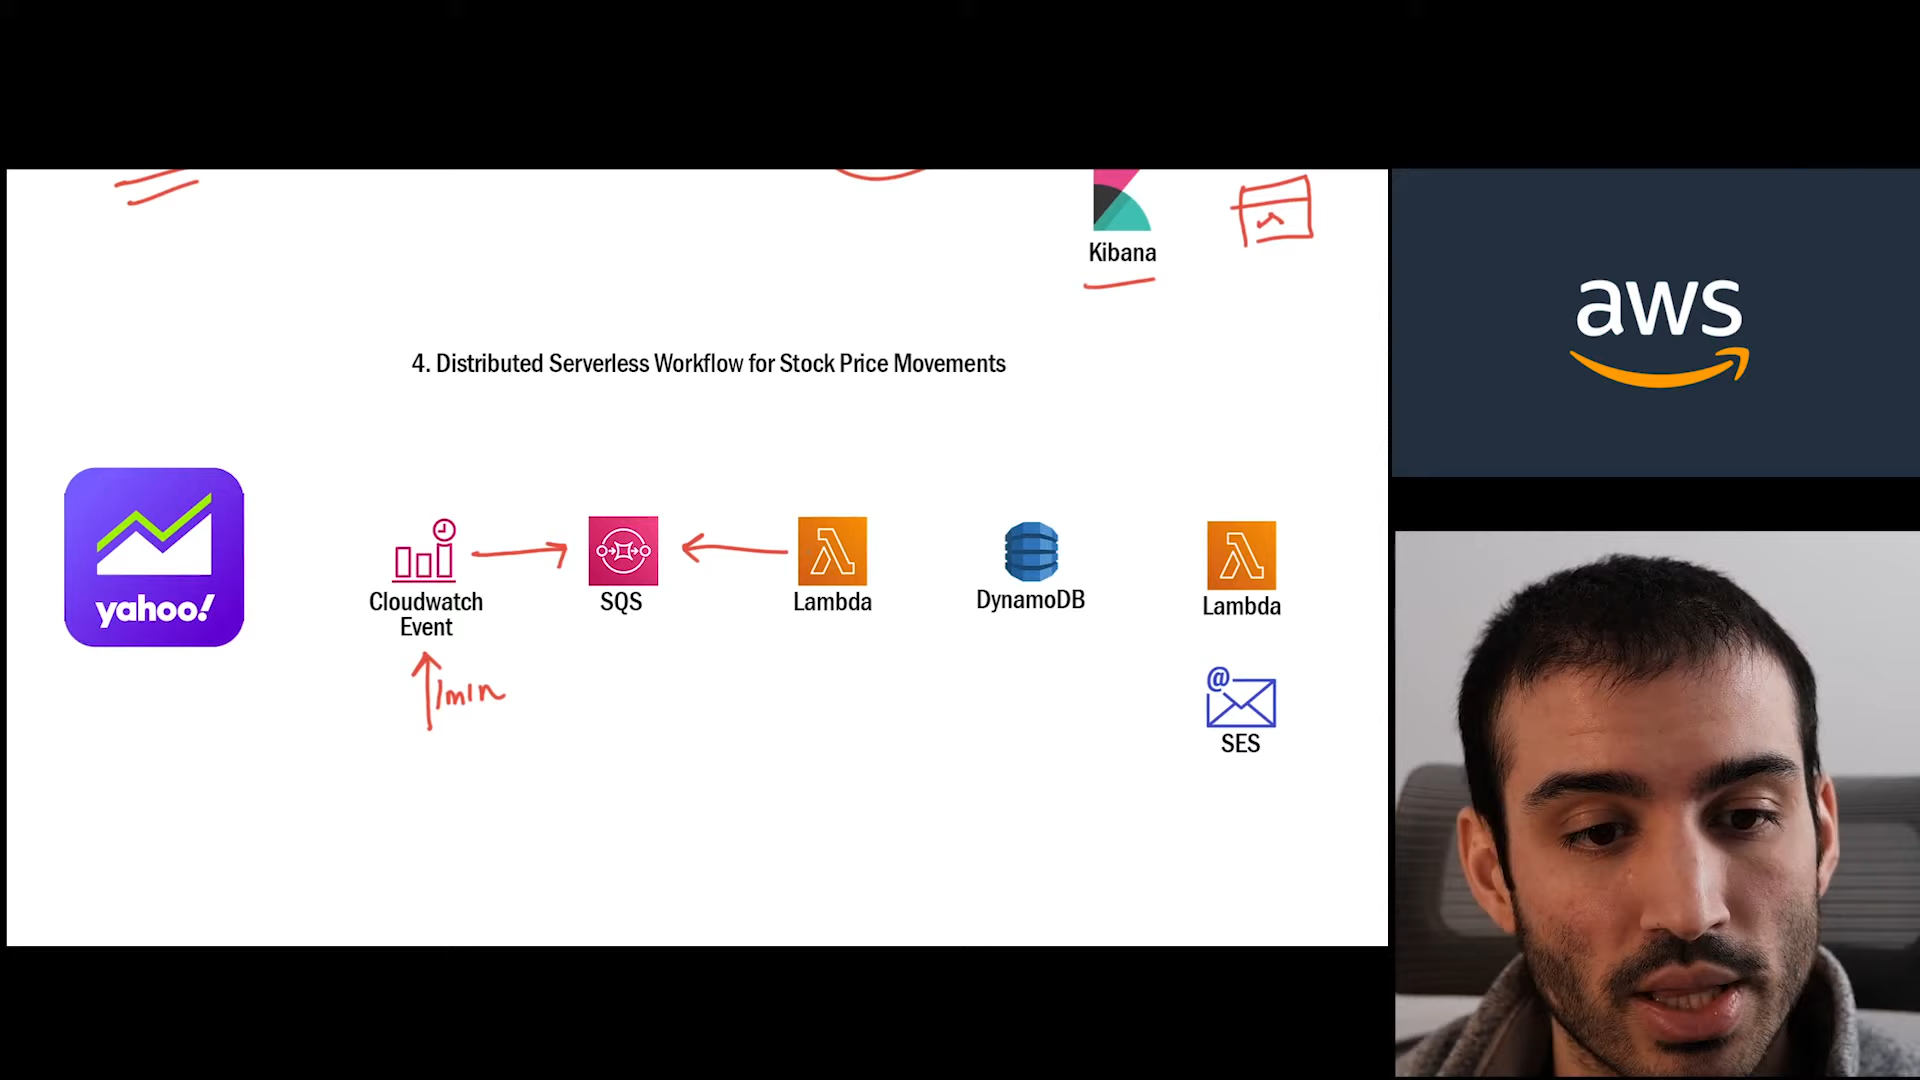 Kibana
4. Distributed Serverless Workflow for Stock Price Movements
yahoo!
Cloudwatch
Event
SQS
Lambda
DynamoDB
Lambda
1min
@
SES
aws